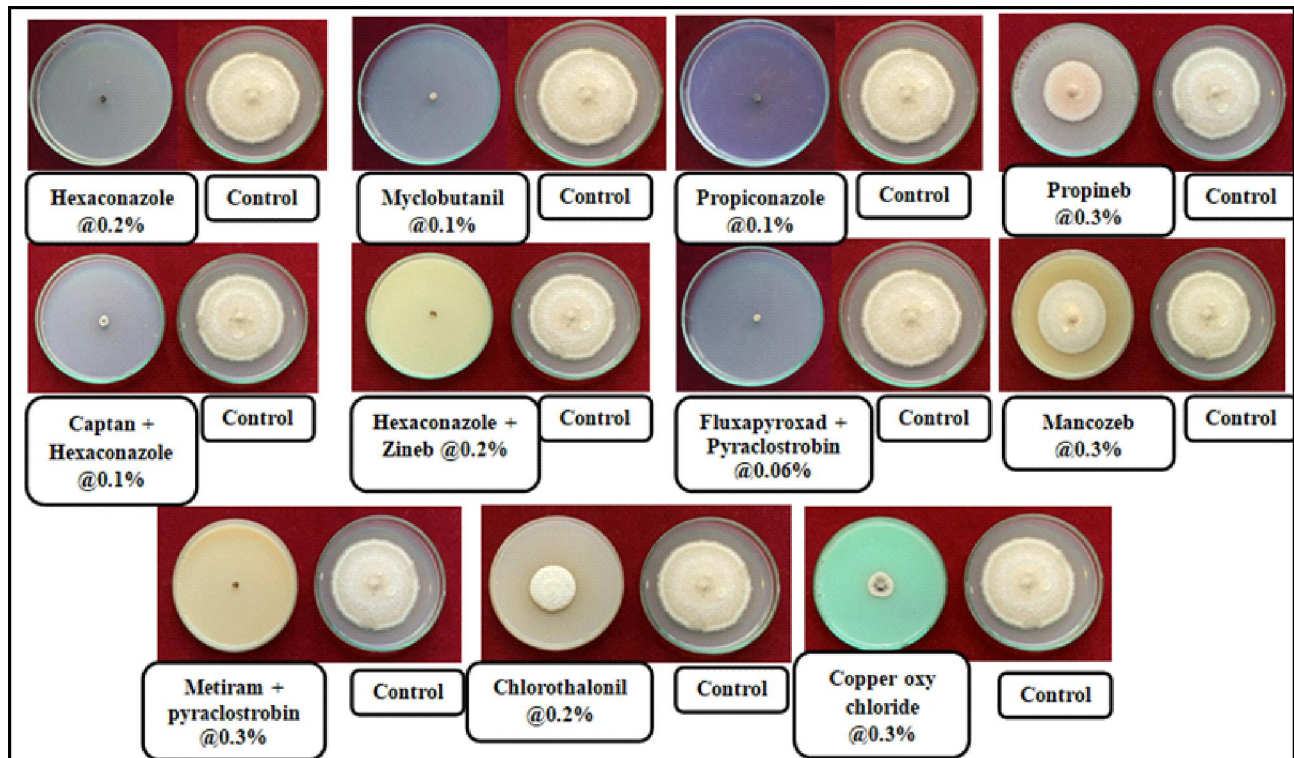 Hexaconazole
@0.2%
Control
Myclobutanil
@0.1%
Control
Propiconazole
@0.1%
Control
Propineb
@0.3%
Control
Captan +
Hexaconazole
@0.1%
Control
Hexaconazole +
Zineb @0.2%
Control
Fluxapyroxad +
Pyraclostrobin
@0.06%
Control
Mancozeb
@0.3%
Control
Metiram +
pyraclostrobin
@0.3%
Control
Chlorothalonil
@0.2%
Control
Copper oxy
chloride
@0.3%
Control